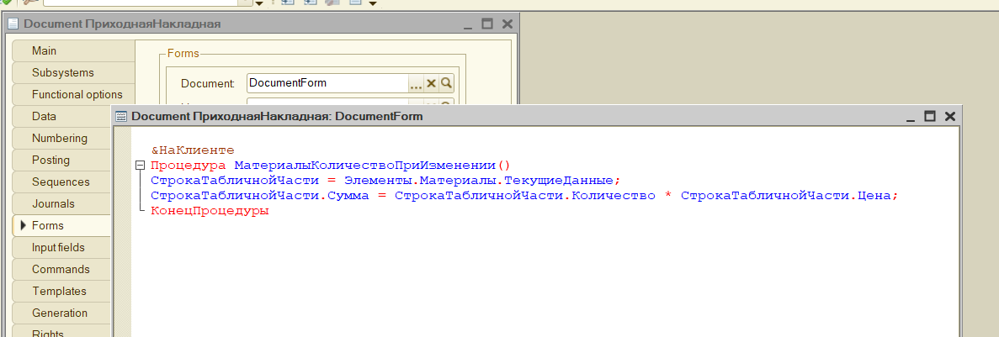 Document ПриходнаяНакладная
Main
Subsystems
Functional options
Data
Numbering
Posting
Sequences
Journals
Forms
Input fields
Commands
Templates
Generation
Rights
Forms
Document:
DocumentForm
...
Document ПриходнаяНакладная: DocumentForm
&НаКлиенте
Процедура МатериалыКоличествоПриИзменении()
СтрокаТабличнойЧасти = Элементы.Материалы.ТекущиеДанные;
СтрокаТабличнойЧасти.Сумма = СтрокаТабличнойЧасти.Количество * СтрокаТабличнойЧасти.Цена;
КонецПроцедуры